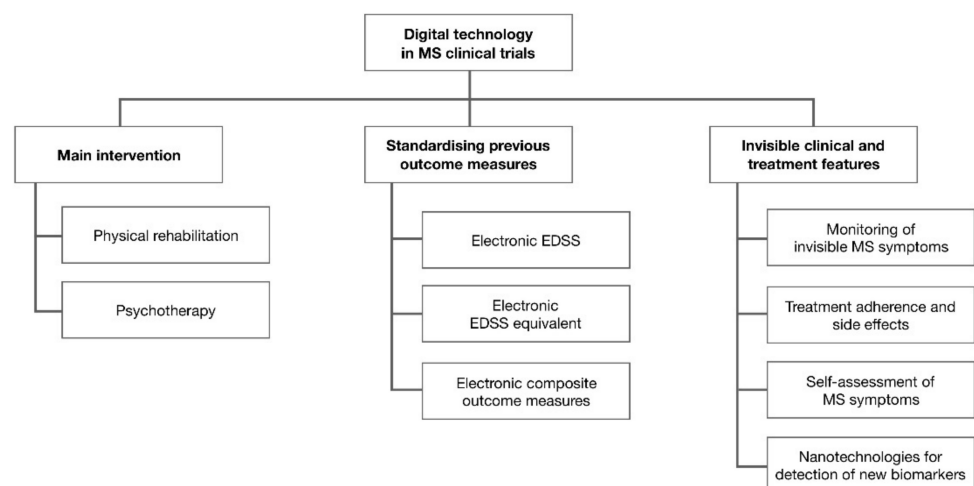 Digital technology
in MS clinical trials
Main intervention
Physical rehabilitation
Psychotherapy
Standardising previous
outcome measures
Electronic EDSS
Electronic
EDSS equivalent
Electronic composite
outcome measures
Invisible clinical and
treatment features
Monitoring of
invisible MS symptoms
Treatment adherence and
side effects
Self-assessment of
MS symptoms
Nanotechnologies for
detection of new biomarkers